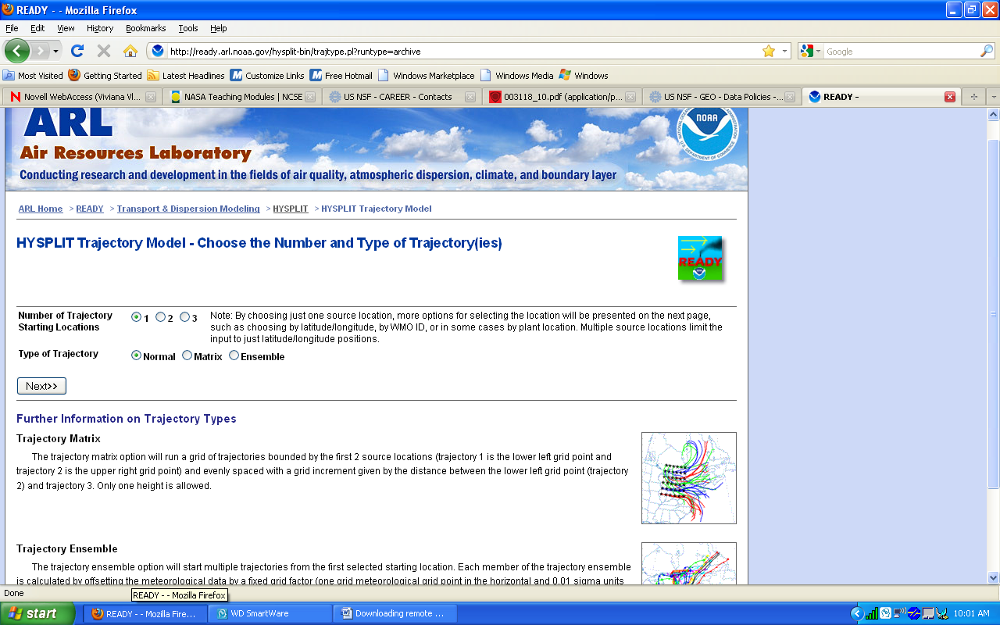 READY - - Mozilla Firefox
File Edit View History Bookmarks Tools Help
http://ready.arl.noaa.gov/hysplit-bin/trajtype.pl?runtype=archive
Google
Most Visited Getting Started Latest Headlines Customize Links Free Hotmail Windows Marketplace Windows Media Windows
Novell WebAccess (Viviana Vl... NASA Teaching Modules | NCSE US NSF - CAREER - Contacts 003118_10.pdf (application/p... US NSF - GEO - Data Policies -... READY -
ARL
NOAA
Air Resources Laboratory
Conducting research and development in the fields of air quality, atmospheric dispersion, climate, and boundary layer
ARL Home > READY > Transport & Dispersion Modeling > HYSPLIT > HYSPLIT Trajectory Model
HYSPLIT Trajectory Model - Choose the Number and Type of Trajectory(ies)
READY
Number of Trajectory Starting Locations
1 2 3
Note: By choosing just one source location, more options for selecting the location will be presented on the next page,
such as choosing by latitude/longitude, by WMO ID, or in some cases by plant location. Multiple source locations limit the
input to just latitude/longitude positions.
Type of Trajectory
Normal Matrix Ensemble
Next>>
Further Information on Trajectory Types
Trajectory Matrix
The trajectory matrix option will run a grid of trajectories bounded by the first 2 source locations (trajectory 1 is the lower left grid point and
trajectory 2 is the upper right grid point) and evenly spaced with a grid increment given by the distance between the lower left grid point (trajectory
2) and trajectory 3. Only one height is allowed.
Trajectory Ensemble
The trajectory ensemble option will start multiple trajectories from the first selected starting location. Each member of the trajectory ensemble
is calculated by offsetting the meteorological data by a fixed grid factor (one grid meteorological grid point in the horizontal and 0.01 sigma units
Done
READY - - Mozilla Firefox
start
READY - - Mozilla Fire... WD SmartWare Downloading remote ...
10:01 AM